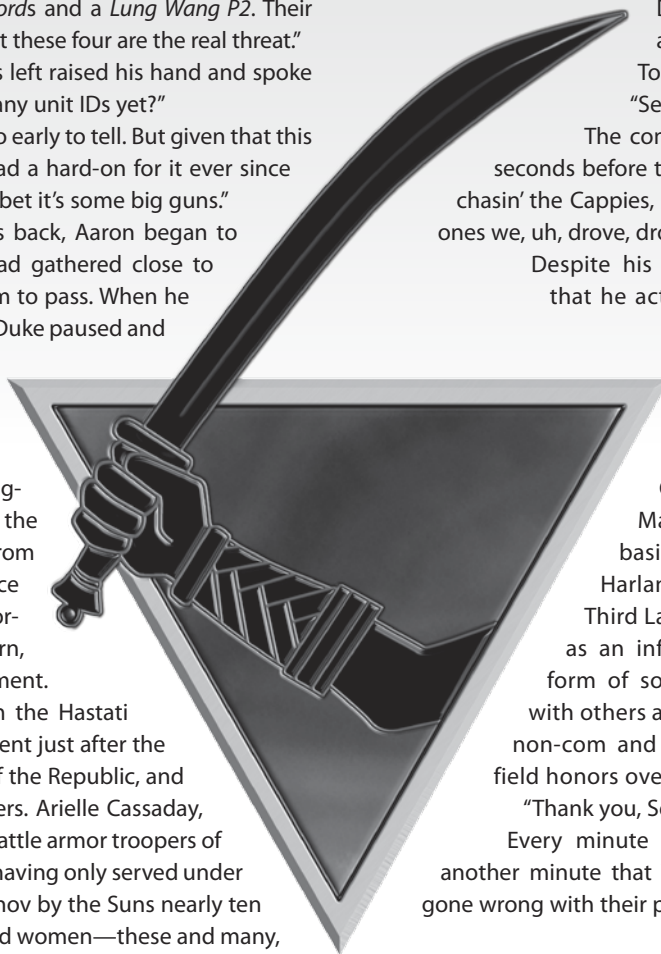 ords and a Lung Wang P2. Their
t these four are the real threat.”
s left raised his hand and spoke
any unit IDs yet?”
o early to tell. But given that this
ad a hard-on for it ever since
bet it’s some big guns.”
s back, Aaron began to
ad gathered close to
m to pass. When he
Duke paused and
g-
the
rom
ce
or-
rn,
ment.
n the Hastati
ent just after the
f the Republic, and
ers. Arielle Cassaday,
attle armor troopers of
having only served under
nov by the Suns nearly ten
d women—these and many,
a
To
“Se
The con
seconds before t
chasin’ the Cappies,
ones we, uh, drove, dro
Despite his
that he act
Ma
basi
Harlan
Third La
as an inf
form of so
with others a
non-com and
field honors ove
“Thank you, Se
Every minute
another minute that
gone wrong with their p